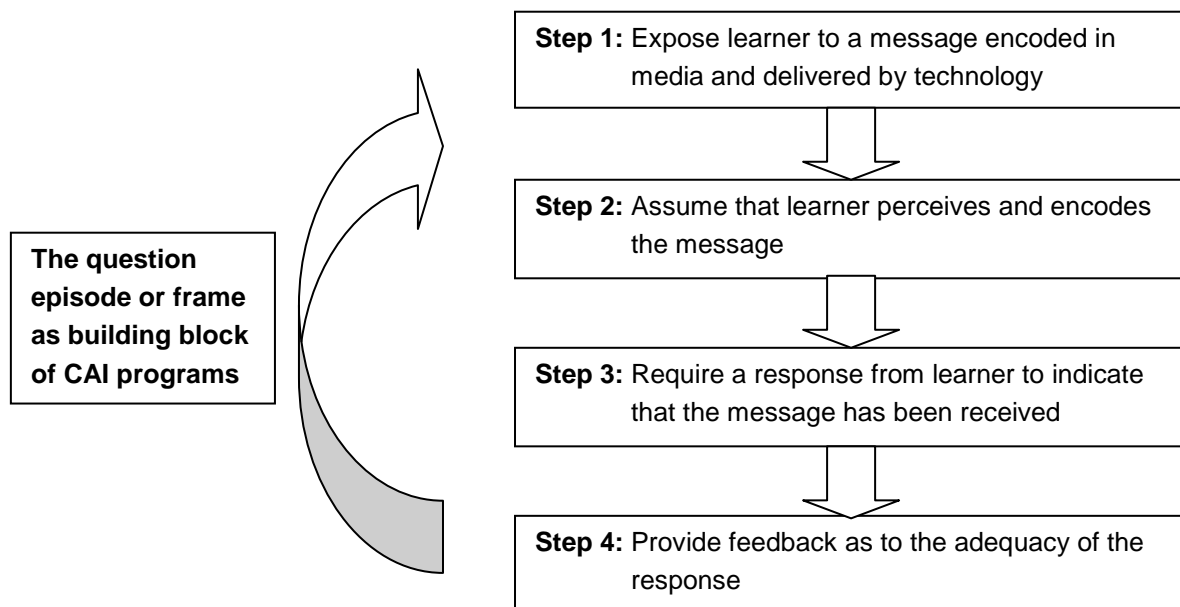 Step 1: Expose learner to a message encoded in
media and delivered by technology
Step 2: Assume that learner perceives and encodes
the message
The question
episode or frame
as building block
of CAI programs
Step 3: Require a response from learner to indicate
that the message has been received
Step 4: Provide feedback as to the adequacy of the
response